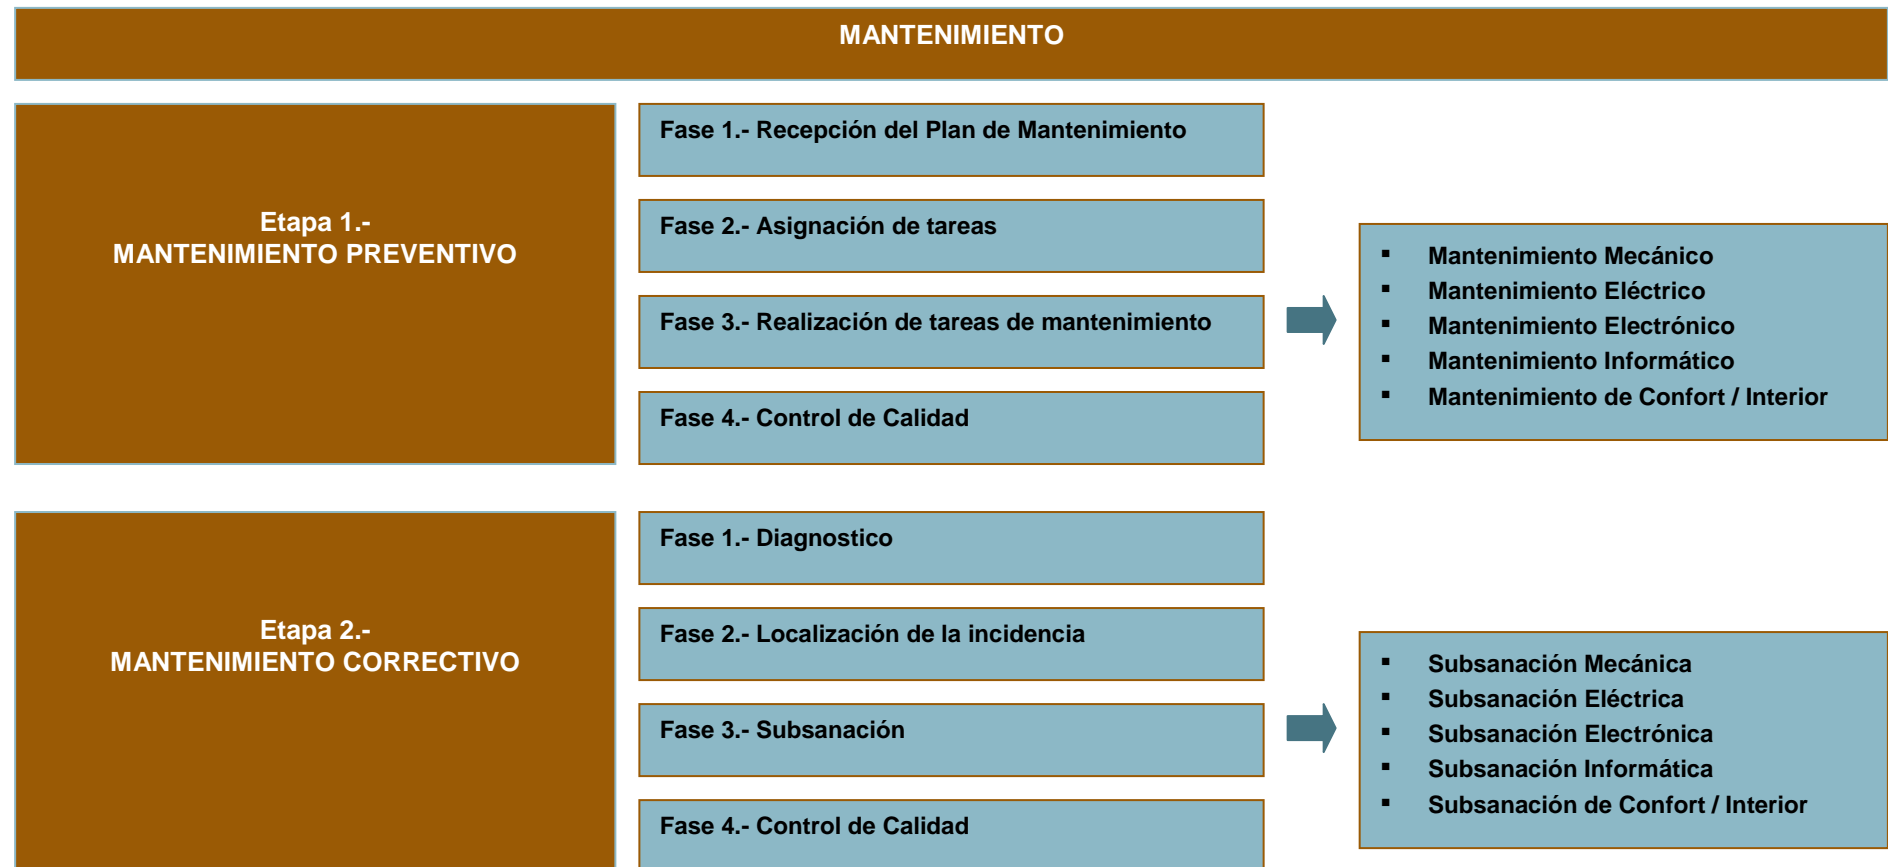 MANTENIMIENTO
Etapa 1.-
MANTENIMIENTO PREVENTIVO
Fase 1.- Recepción del Plan de Mantenimiento
Fase 2.- Asignación de tareas
Fase 3.- Realización de tareas de mantenimiento
Fase 4.- Control de Calidad
▪ Mantenimiento Mecánico
▪ Mantenimiento Eléctrico
▪ Mantenimiento Electrónico
▪ Mantenimiento Informático
▪ Mantenimiento de Confort / Interior
Etapa 2.-
MANTENIMIENTO CORRECTIVO
Fase 1.- Diagnostico
Fase 2.- Localización de la incidencia
Fase 3.- Subsanación
Fase 4.- Control de Calidad
▪ Subsanación Mecánica
▪ Subsanación Eléctrica
▪ Subsanación Electrónica
▪ Subsanación Informática
▪ Subsanación de Confort / Interior